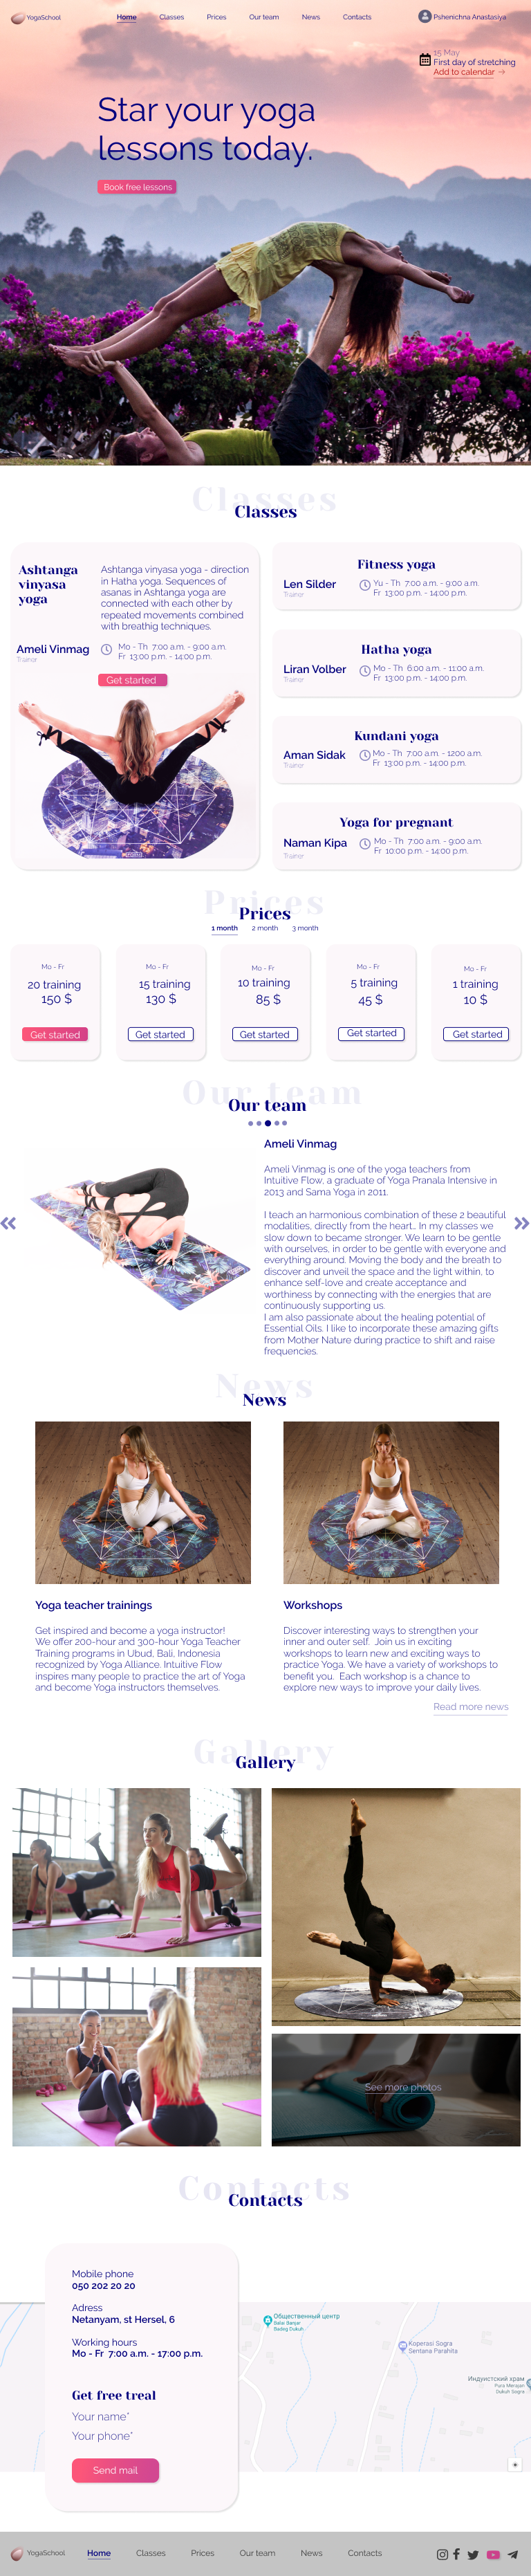 YogaSchool
Home Classes Prices Our team News Contacts
Pshenichna Anastasiya
15 May
First day of stretching
Add to calendar →
Star your yoga
lessons today.
Book free lessons
Classes
Classes
Ashtanga
vinyasa
yoga
Ashtanga vinyasa yoga - direction
in Hatha yoga. Sequences of
asanas in Ashtanga yoga are
connected with each other by
repeated movements combined
with breathig techniques.
Ameli Vinmag
Trainor
Mo - Th 7:00 a.m. - 9:00 a.m.
Fr 13:00 p.m. - 14:00 p.m.
Get started
Fitness yoga
Len Silder
Trainor
Yu - Th 7:00 a.m. - 9:00 a.m.
Fr 13:00 p.m. - 14:00 p.m.
Hatha yoga
Liran Volber
Trainor
Mo - Th 6:00 a.m. - 11:00 a.m.
Fr 13:00 p.m. - 14:00 p.m.
Kundani yoga
Aman Sidak
Trainor
Mo - Th 7:00 a.m. - 1200 a.m.
Fr 13:00 p.m. - 14:00 p.m.
Yoga for pregnant
Naman Kipa
Trainor
Mo - Th 7:00 a.m. - 9:00 a.m.
Fr 10:00 p.m. - 14:00 p.m.
Prices
Prices
1 month 2 month 3 month
Mo - Fr
20 training
150 $
Get started
Mo - Fr
15 training
130 $
Get started
Mo - Fr
10 training
85 $
Get started
Mo - Fr
5 training
45 $
Get started
Mo - Fr
1 training
10 $
Get started
Our team
Our team
Ameli Vinmag
Ameli Vinmag is one of the yoga teachers from
Intuitive Flow, a graduate of Yoga Pranala Intensive in
2013 and Sama Yoga in 2011.
I teach an harmonious combination of these 2 beautiful
modalities, directly from the heart... In my classes we
slow down to became stronger. We learn to be gentle
with ourselves, in order to be gentle with everyone and
everything around. Moving the body and the breath to
discover and unveil the space and the light within, to
enhance self-love and create acceptance and
worthiness by connecting with the energies that are
continuously supporting us.
I am also passionate about the healing potential of
Essential Oils. I like to incorporate these amazing gifts
from Mother Nature during practice to shift and raise
frequencies.
News
News
Yoga teacher trainings
Get inspired and become a yoga instructor!
We offer 200-hour and 300-hour Yoga Teacher
Training programs in Ubud, Bali, Indonesia
recognized by Yoga Alliance. Intuitive Flow
inspires many people to practice the art of Yoga
and become Yoga instructors themselves.
Workshops
Discover interesting ways to strengthen your
inner and outer self. Join us in exciting
workshops to learn new and exciting ways to
practice Yoga. We have a variety of workshops to
benefit you. Each workshop is a chance to
explore new ways to improve your daily lives.
Read more news
Gallery
Gallery
See more photos
Contacts
Contacts
Mobile phone
050 202 20 20
Adress
Netanyam, st Hersel, 6
Working hours
Mo - Fr 7:00 a.m. - 17:00 p.m.
Get free treal
Your name*
Your phone*
Send mail
Общественный центр
Balai Banjar
Badeg Dukuh
Koperasi Sogra
Sentana Parahita
Индуистский храм
Pura Merajan
Dukuh Sogra
YogaSchool
Home Classes Prices Our team News Contacts